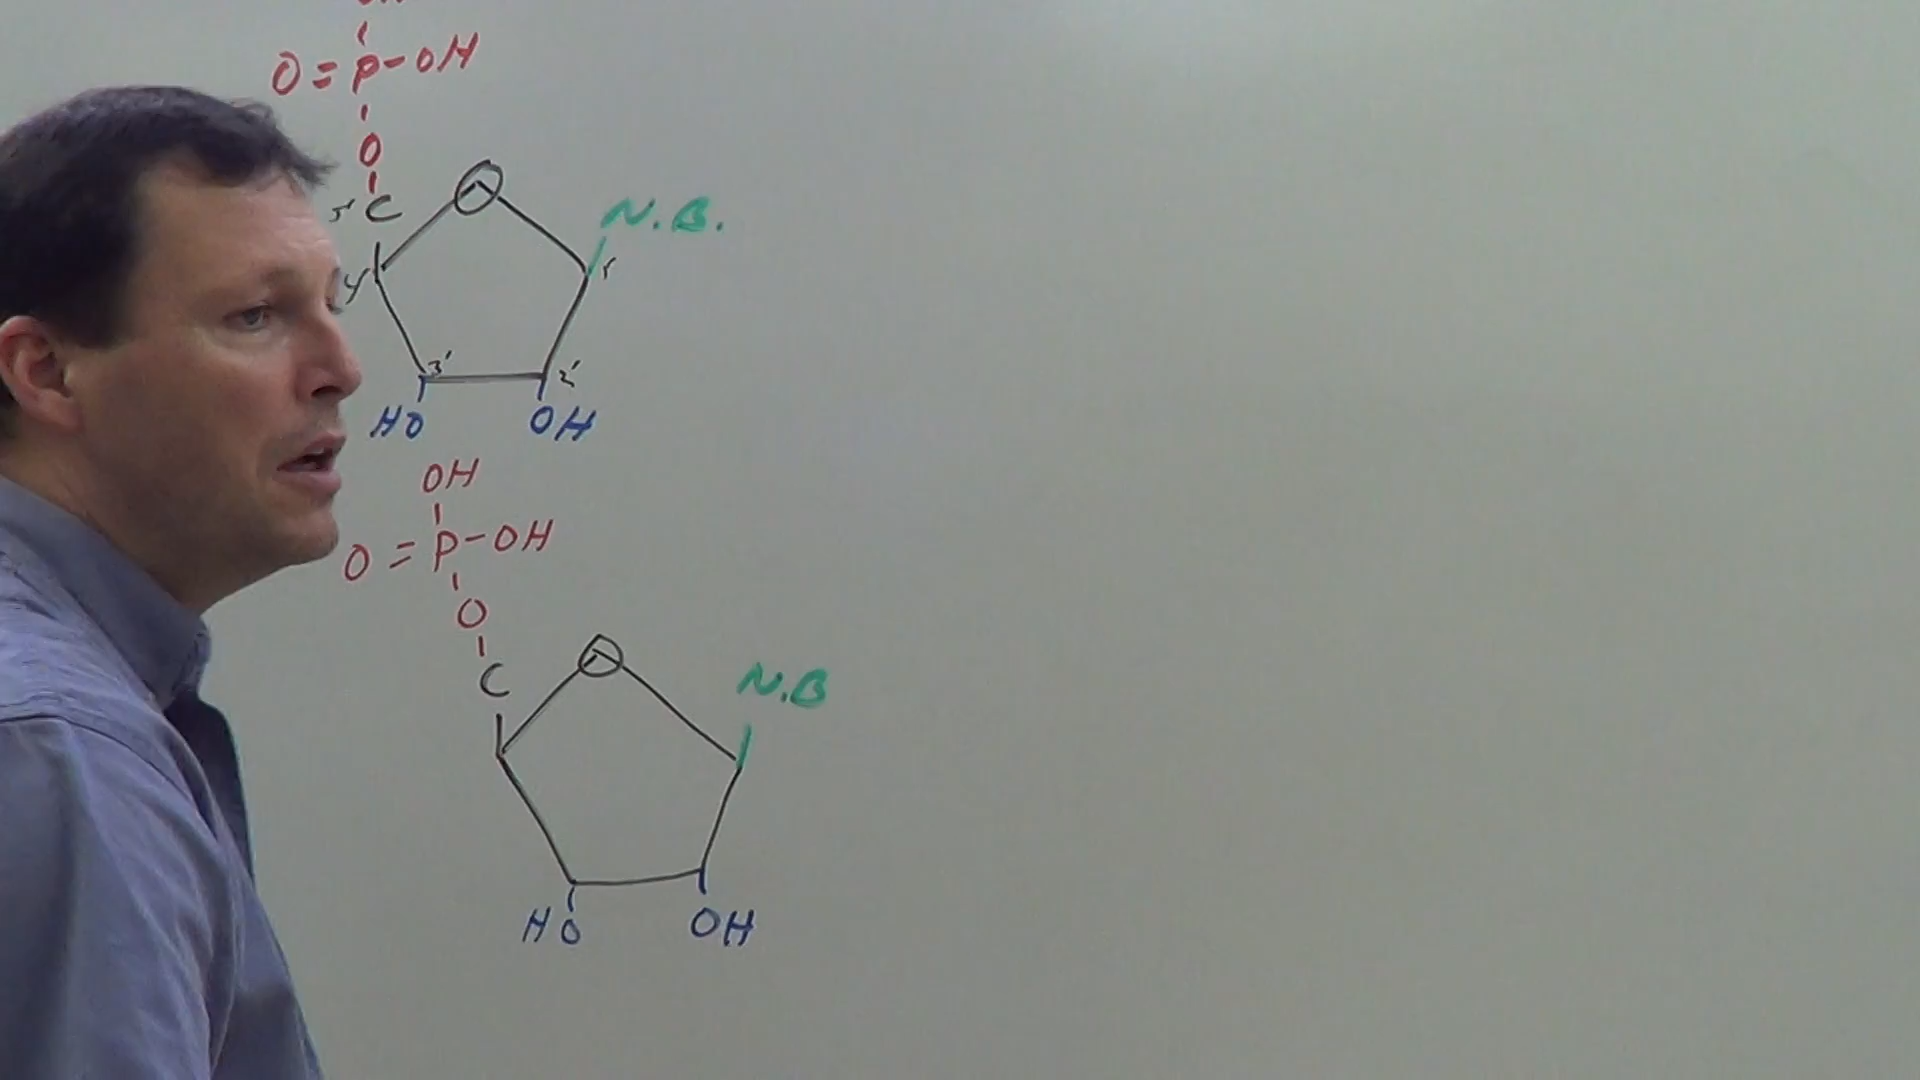 O=P-OH
O
5' C
N.B.
4' 1'
3' 2'
HO OH
OH
O=P-OH
O
C
N.B
HO OH